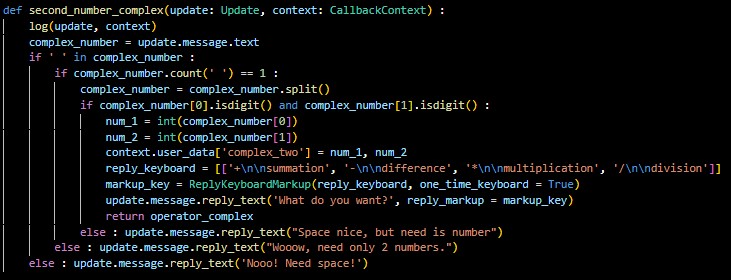 def second_number_complex(update: Update, context: CallbackContext) :
    log(update, context)
    complex_number = update.message.text
    if ' ' in complex_number :
        if complex_number.count(' ') == 1 :
            complex_number = complex_number.split()
            if complex_number[0].isdigit() and complex_number[1].isdigit() :
                num_1 = int(complex_number[0])
                num_2 = int(complex_number[1])
                context.user_data['complex_two'] = num_1, num_2
                reply_keyboard = [['+\n\nsummation', '-\n\ndifference', '*\n\nmultiplication', '/\n\ndivision']]
                markup_key = ReplyKeyboardMarkup(reply_keyboard, one_time_keyboard = True)
                update.message.reply_text('What do you want?', reply_markup = markup_key)
                return operator_complex
            else : update.message.reply_text("Space nice, but need is number")
        else : update.message.reply_text("Wooow, need only 2 numbers.")
    else : update.message.reply_text('Nooo! Need space!')